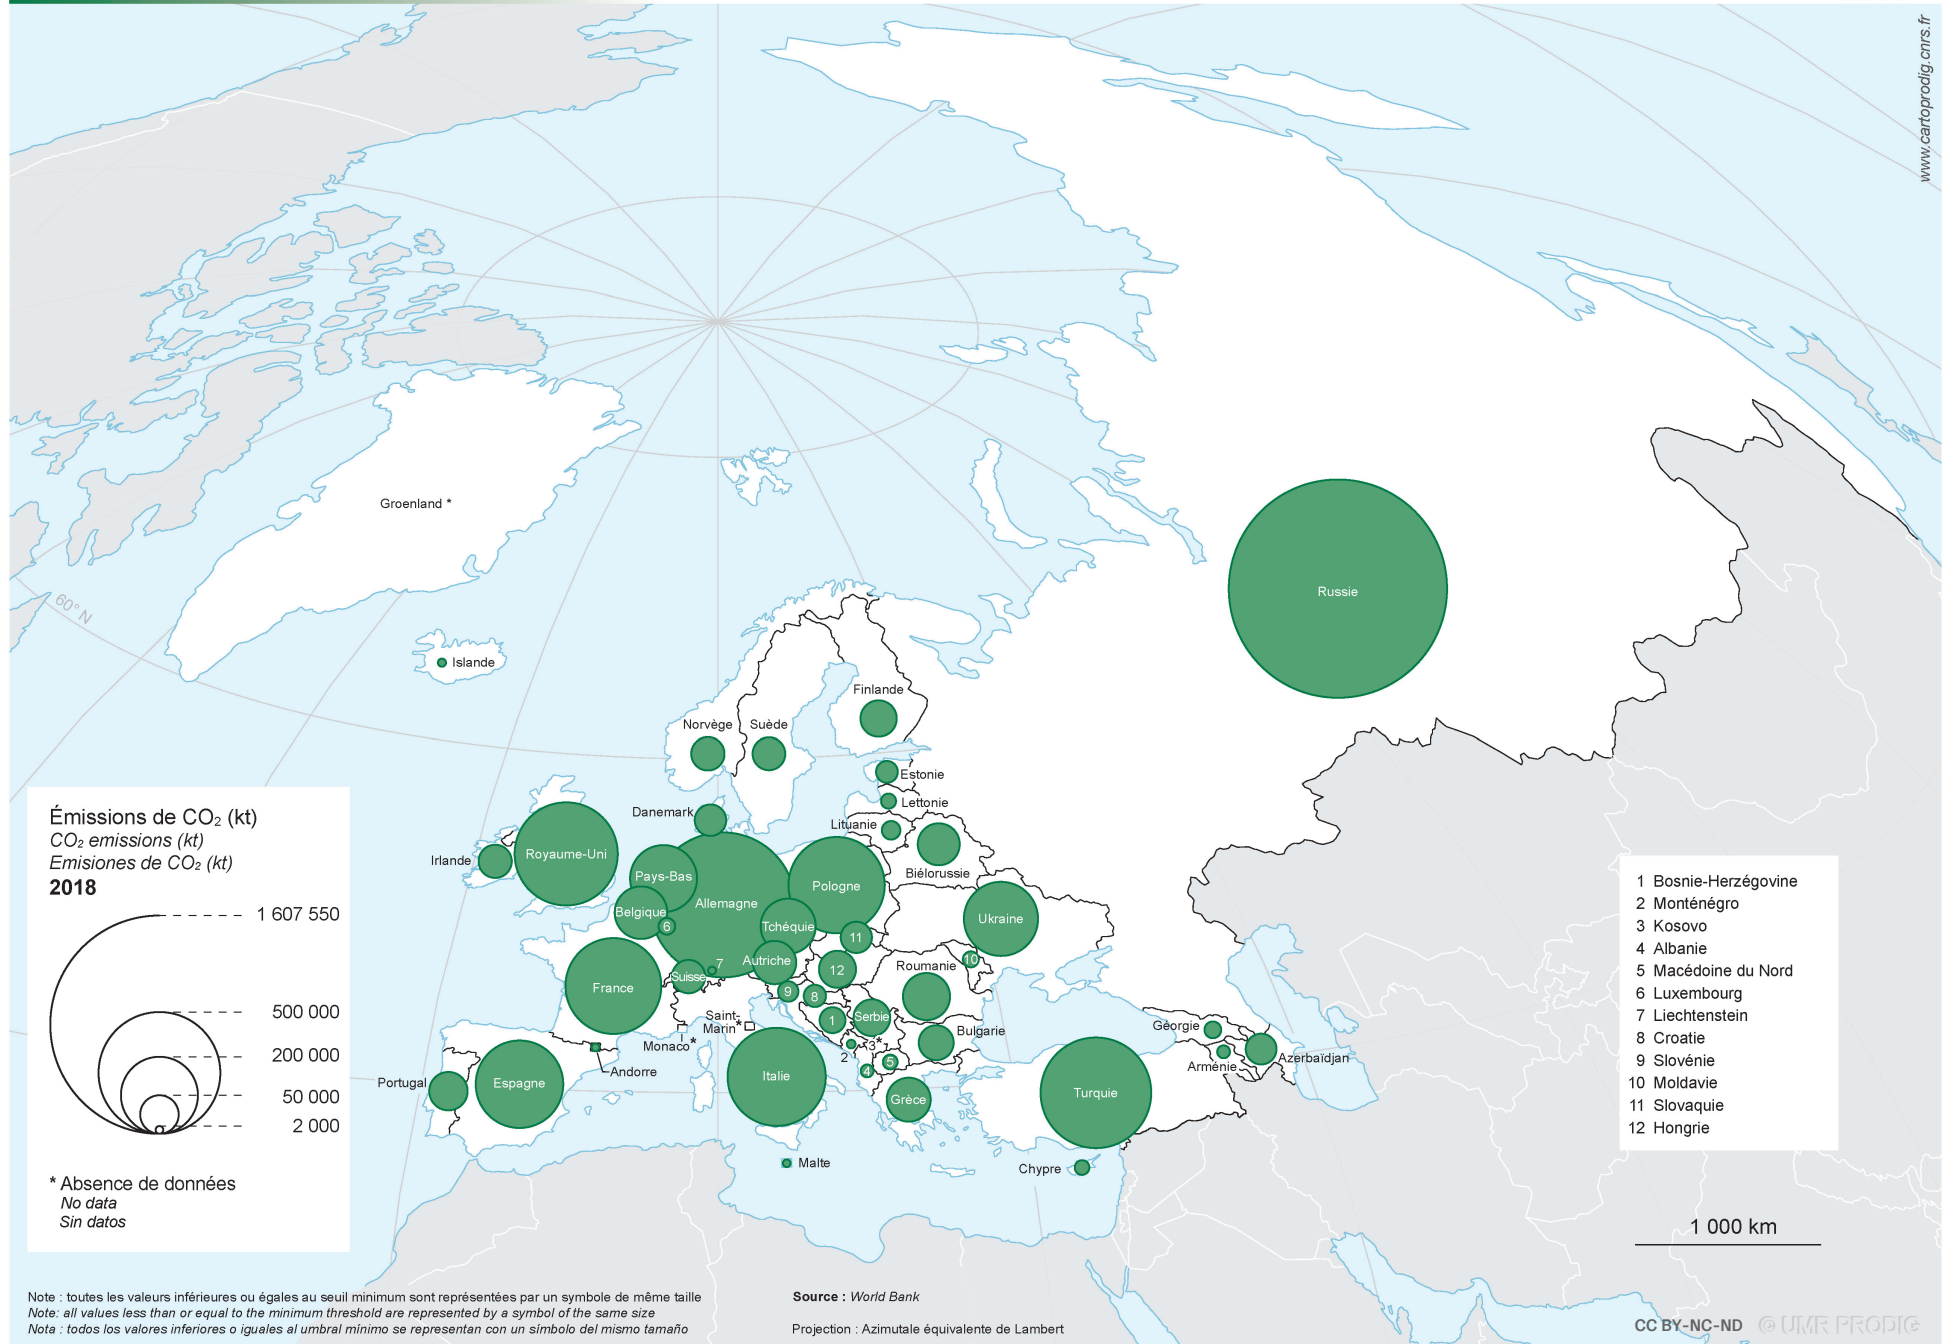 www.cartoprodig.cnrs.fr
Groenland *
60° N
Russie
Islande
Finlande
Norvège
Suède
Estonie
Lettonie
Danemark
Lituanie
Irlande
Royaume-Uni
Biélorussie
Pays-Bas
Pologne
Allemagne
Belgique
Ukraine
Tchéquie
6
11
10
Autriche
7
Suisse
12
Roumanie
France
9
8
Saint-
Marin*
1
Serbie
Bulgarie
Monaco*
2
3*
Géorgie
Azerbaïdjan
Arménie
Andorre
4
5
Portugal
Espagne
Italie
Grèce
Turquie
Malte
Chypre
Émissions de CO₂ (kt)
CO₂ emissions (kt)
Emisiones de CO₂ (kt)
2018
1 607 550
500 000
200 000
50 000
2 000
* Absence de données
No data
Sin datos
1 Bosnie-Herzégovine
2 Monténégro
3 Kosovo
4 Albanie
5 Macédoine du Nord
6 Luxembourg
7 Liechtenstein
8 Croatie
9 Slovénie
10 Moldavie
11 Slovaquie
12 Hongrie
1 000 km
Note : toutes les valeurs inférieures ou égales au seuil minimum sont représentées par un symbole de même taille
Note: all values less than or equal to the minimum threshold are represented by a symbol of the same size
Nota : todos los valores inferiores o iguales al umbral mínimo se representan con un símbolo del mismo tamaño
Source : World Bank
Projection : Azimutale équivalente de Lambert
CC BY-NC-ND © UMR PRODIG